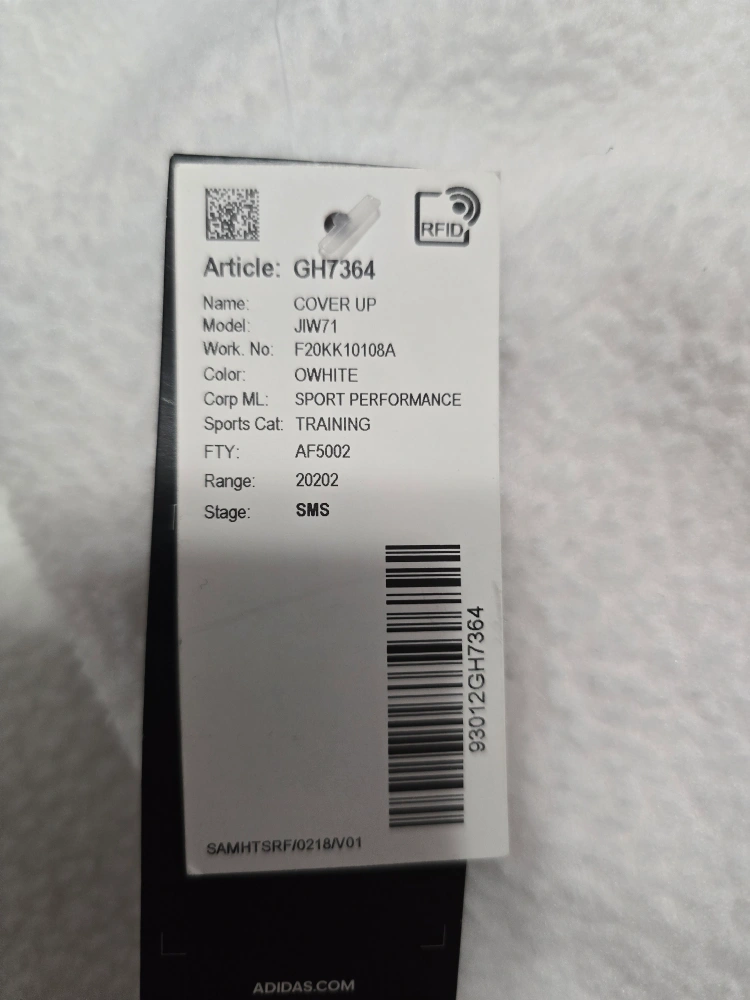 RFID
Article: GH7364
Name: COVER UP
Model: JIW71
Work. No: F20KK10108A
Color: OWHITE
Corp ML: SPORT PERFORMANCE
Sports Cat: TRAINING
FTY: AF5002
Range: 20202
Stage: SMS
93012GH7364
SAMHTSRF/0218/V01
ADIDAS.COM